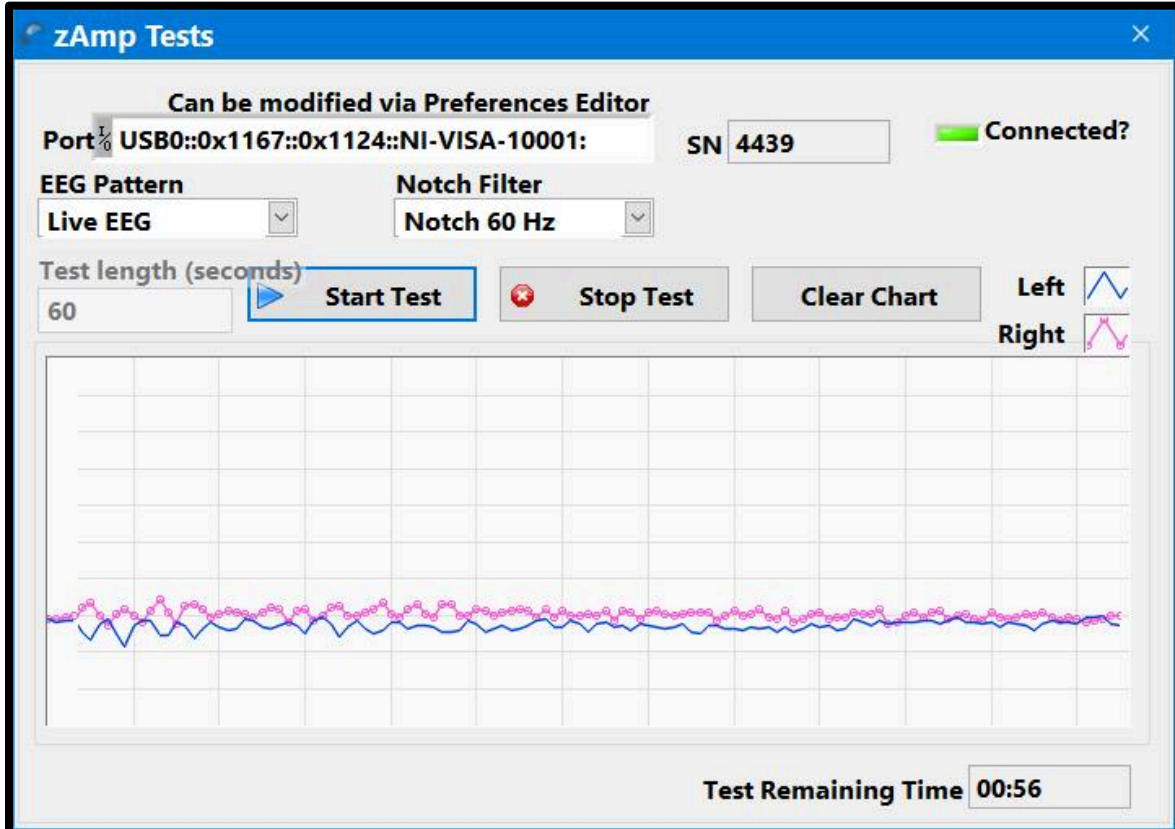 zAmp Tests
Can be modified via Preferences Editor
Port I/O USB0::0x1167::0x1124::NI-VISA-10001:
SN 4439
Connected?
EEG Pattern
Notch Filter
Live EEG
Notch 60 Hz
Test length (seconds)
60
Start Test
Stop Test
Clear Chart
Left
Right
Test Remaining Time 00:56